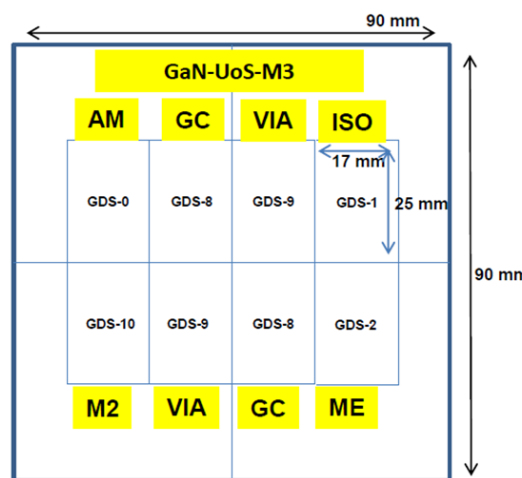 90 mm
GaN-UoS-M3
AM GC VIA ISO
17 mm
GDS-0 GDS-8 GDS-9 GDS-1
25 mm
90 mm
GDS-10 GDS-9 GDS-8 GDS-2
M2 VIA GC ME